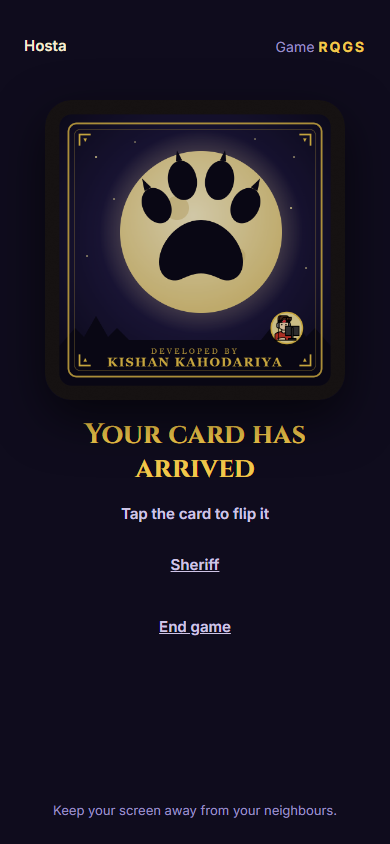 Hosta
Game RQGS
DEVELOPED BY
KISHAN KAHODARIYA
Your card has
arrived
Tap the card to flip it
Sheriff
End game
Keep your screen away from your neighbours.